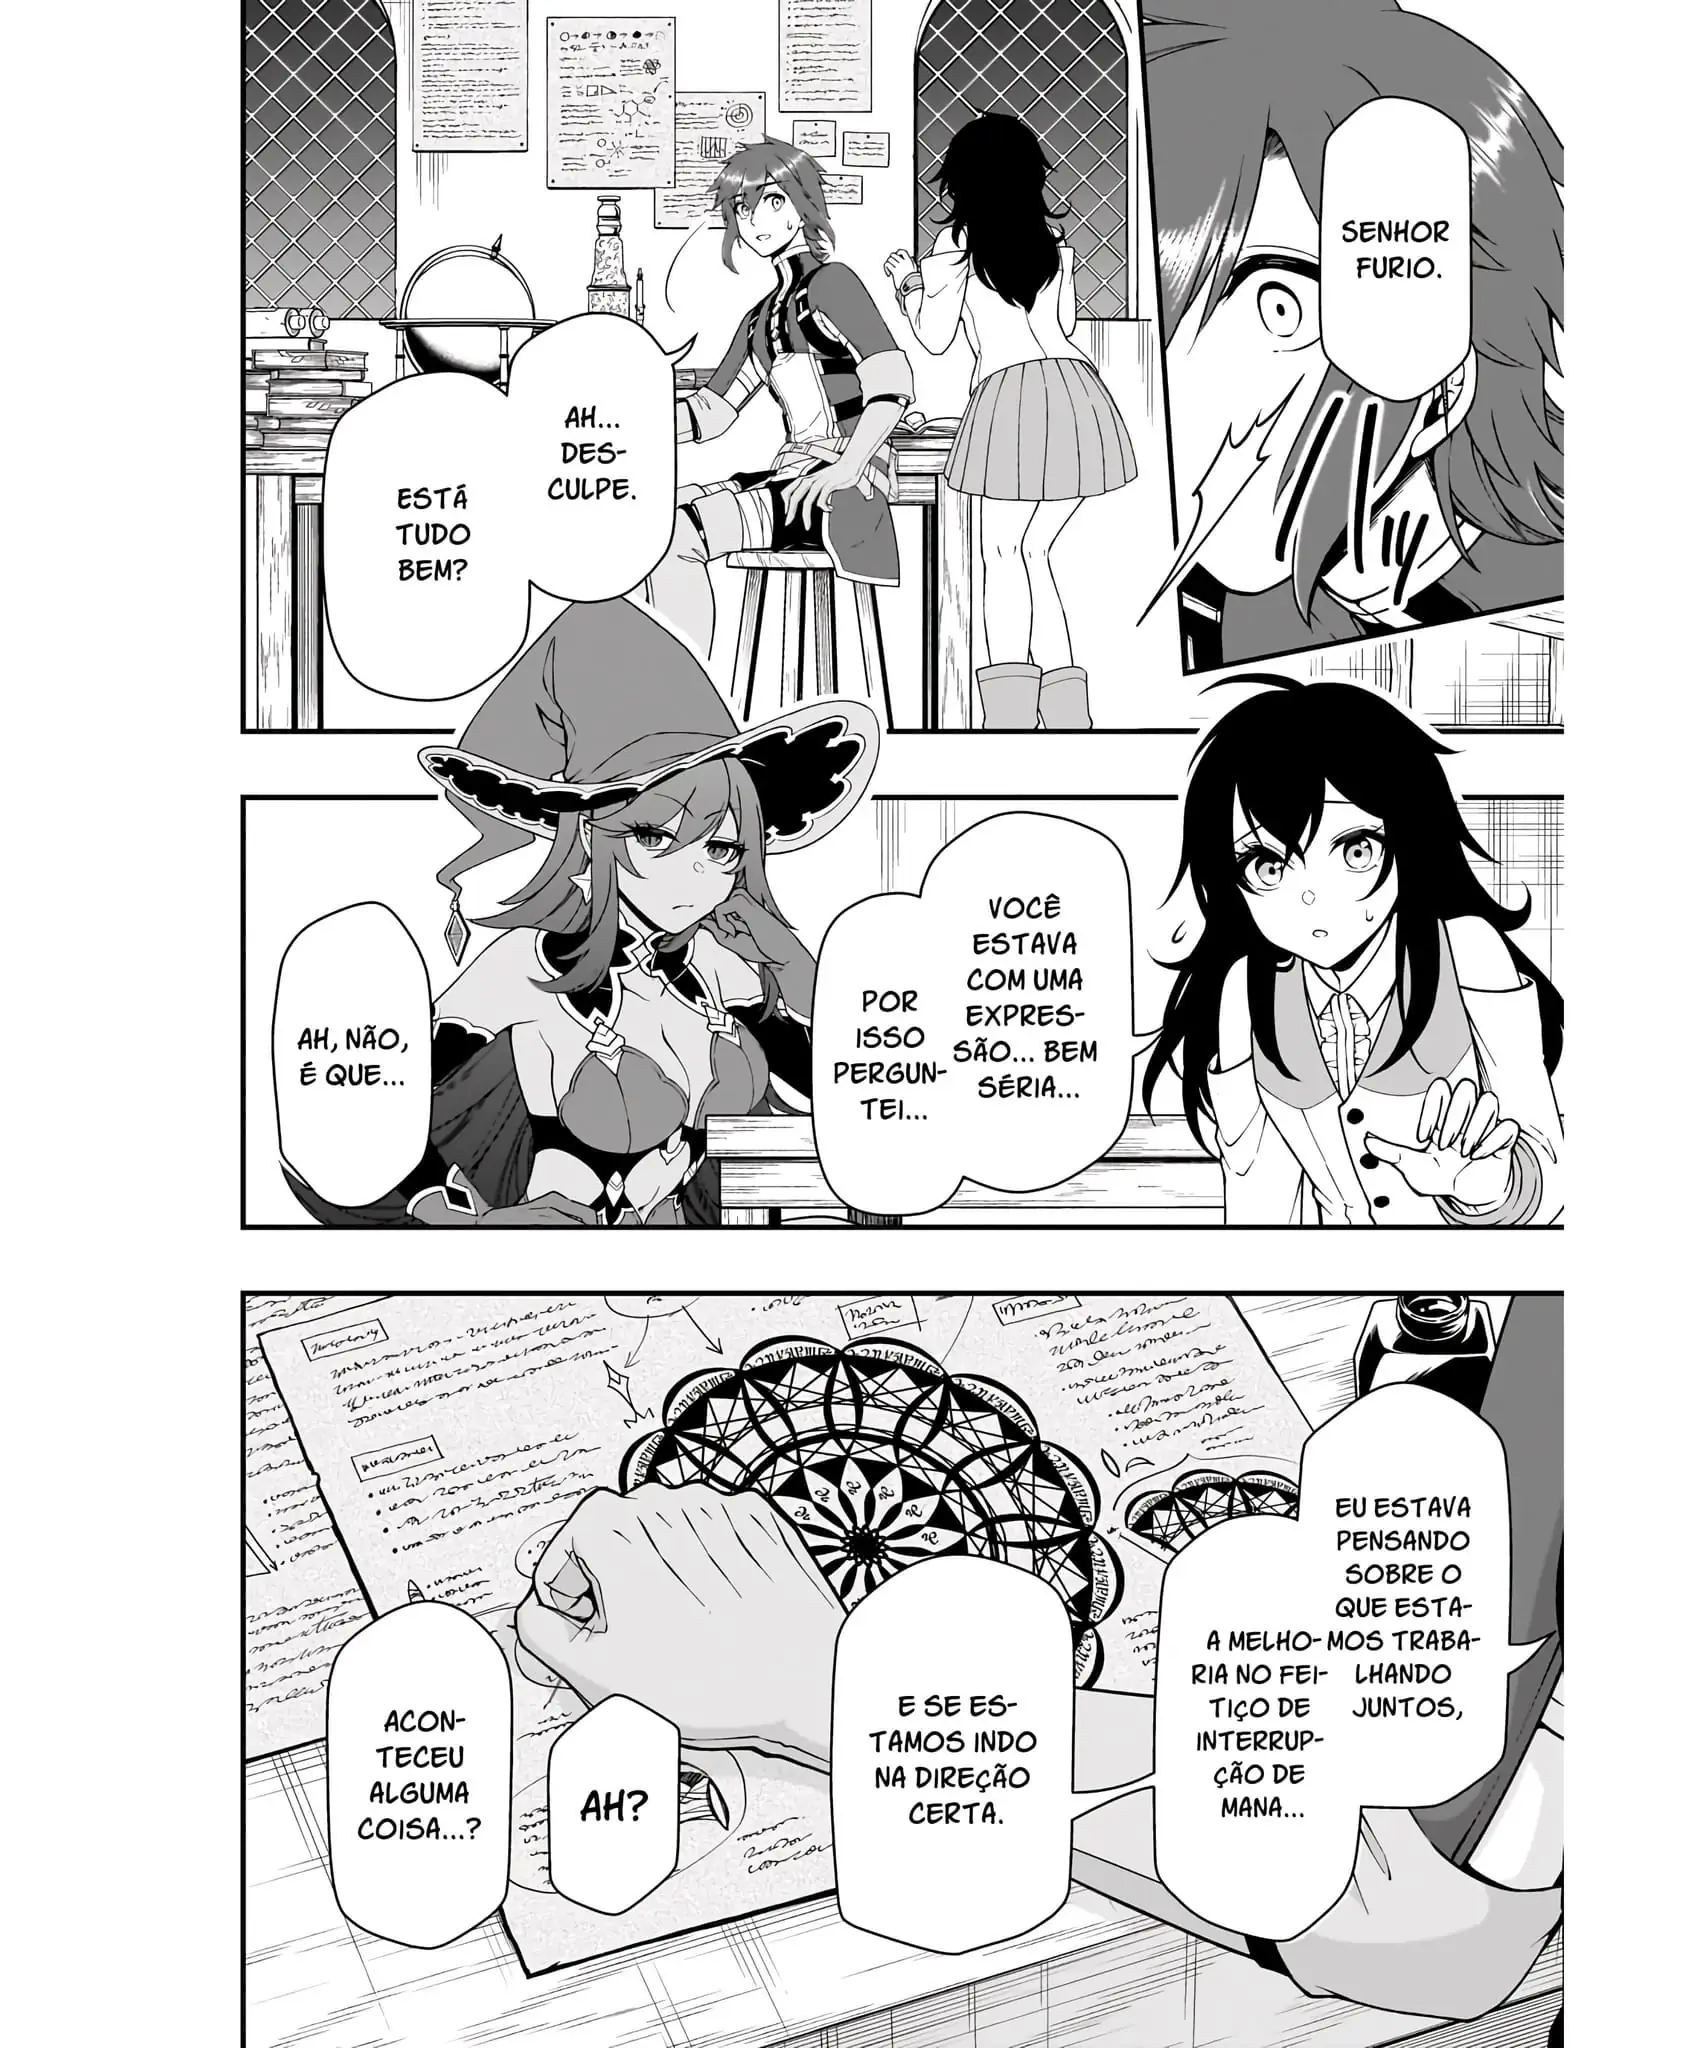 SENHOR
FURIO.
AH...
DES-
CULPE.
ESTÁ
TUDO
BEM?
VOCÊ
ESTAVA
COM UMA
EXPRES-
SÃO... BEM
SÉRIA...
POR
ISSO
PERGUN-
TEI...
AH, NÃO,
É QUE...
EU ESTAVA
PENSANDO
SOBRE O
QUE ESTA-
MOS TRABA-
LHANDO
JUNTOS,
A MELHO-
RIA NO FEI-
TIÇO DE
INTERRUP-
ÇÃO DE
MANA...
E SE ES-
TAMOS INDO
NA DIREÇÃO
CERTA.
AH?
ACON-
TECEU
ALGUMA
COISA...?